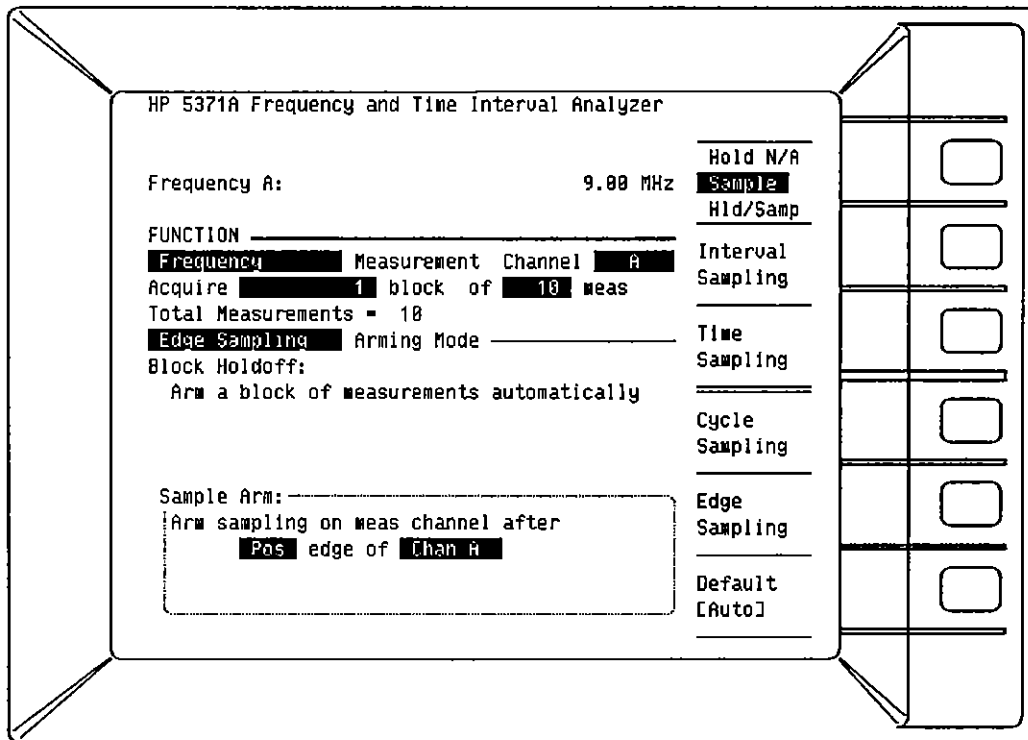 HP 5371A Frequency and Time Interval Analyzer
Frequency A: 9.00 MHz
FUNCTION
Frequency Measurement Channel A
Acquire 1 block of 10 meas
Total Measurements = 10
Edge Sampling Arming Mode
Block Holdoff:
Arm a block of measurements automatically
Sample Arm:
Arm sampling on meas channel after
Pos edge of Chan A
Hold N/A
Sample
Hld/Samp
Interval
Sampling
Time
Sampling
Cycle
Sampling
Edge
Sampling
Default
[Auto]